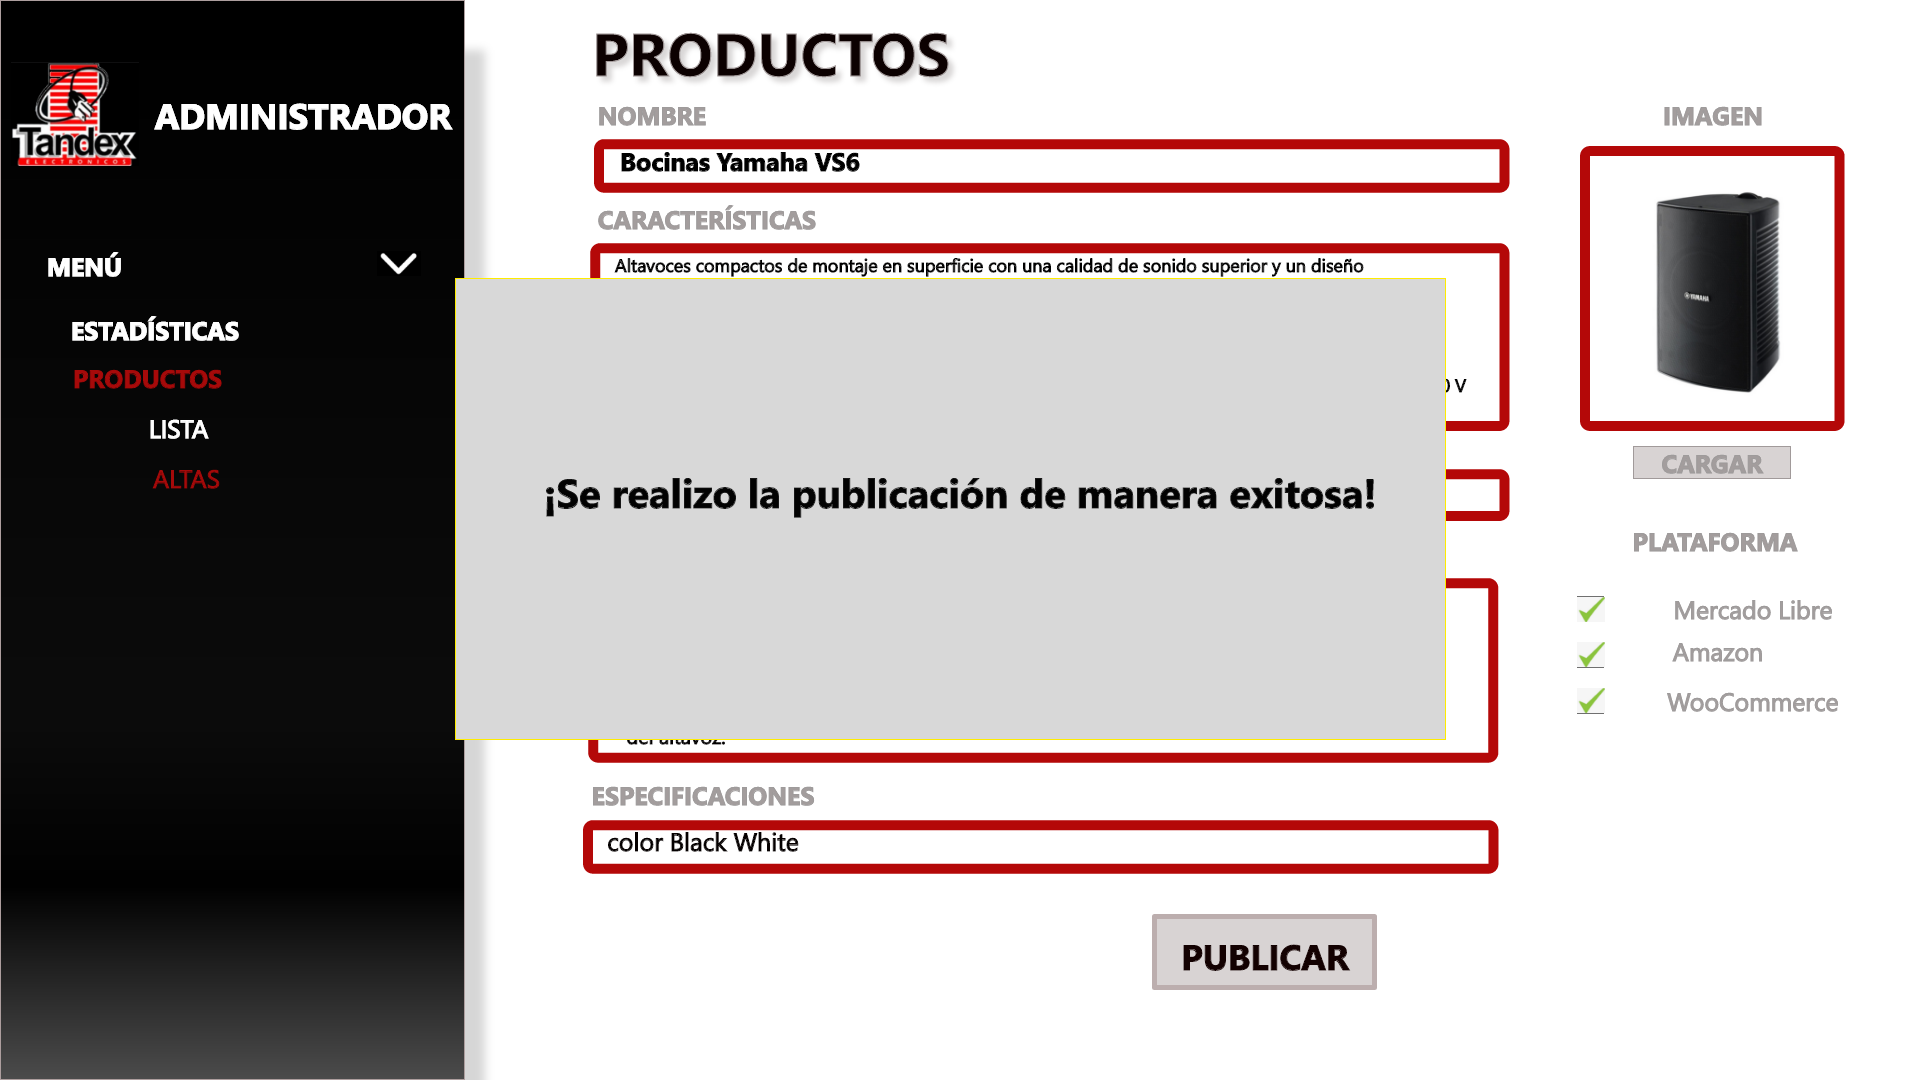 Tandex
ELECTRONICOS
ADMINISTRADOR
MENÚ
ESTADÍSTICAS
PRODUCTOS
LISTA
ALTAS
PRODUCTOS
NOMBRE
Bocinas Yamaha VS6
CARACTERÍSTICAS
Altavoces compactos de montaje en superficie con una calidad de sonido superior y un diseño
V
¡Se realizo la publicación de manera exitosa!
del altavoz.
ESPECIFICACIONES
color Black White
PUBLICAR
IMAGEN
YAMAHA
CARGAR
PLATAFORMA
Mercado Libre
Amazon
WooCommerce